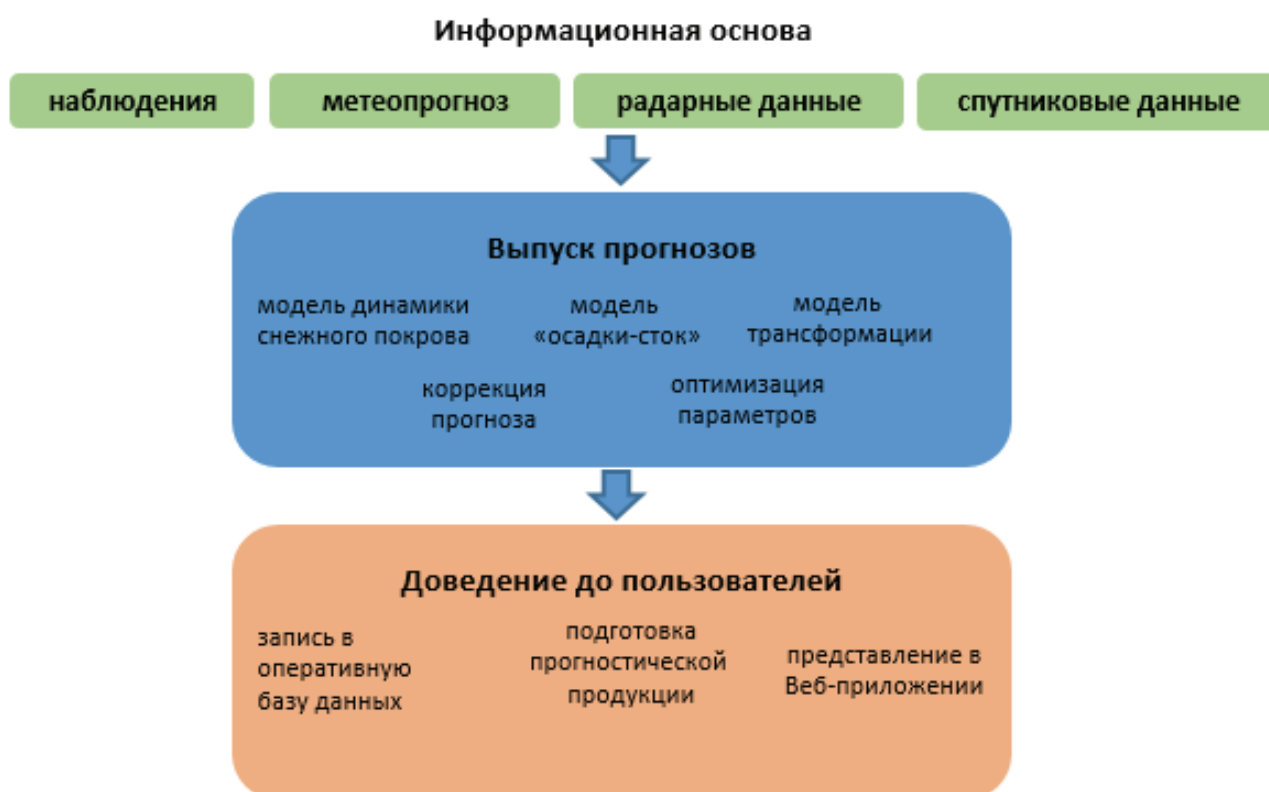 Информационная основа
наблюдения
метеопрогноз
радарные данные
спутниковые данные
Выпуск прогнозов
модель динамики
снежного покрова
модель
«осадки-сток»
модель
трансформации
коррекция
прогноза
оптимизация
параметров
Доведение до пользователей
запись в
оперативную
базу данных
подготовка
прогностической
продукции
представление в
Веб-приложении